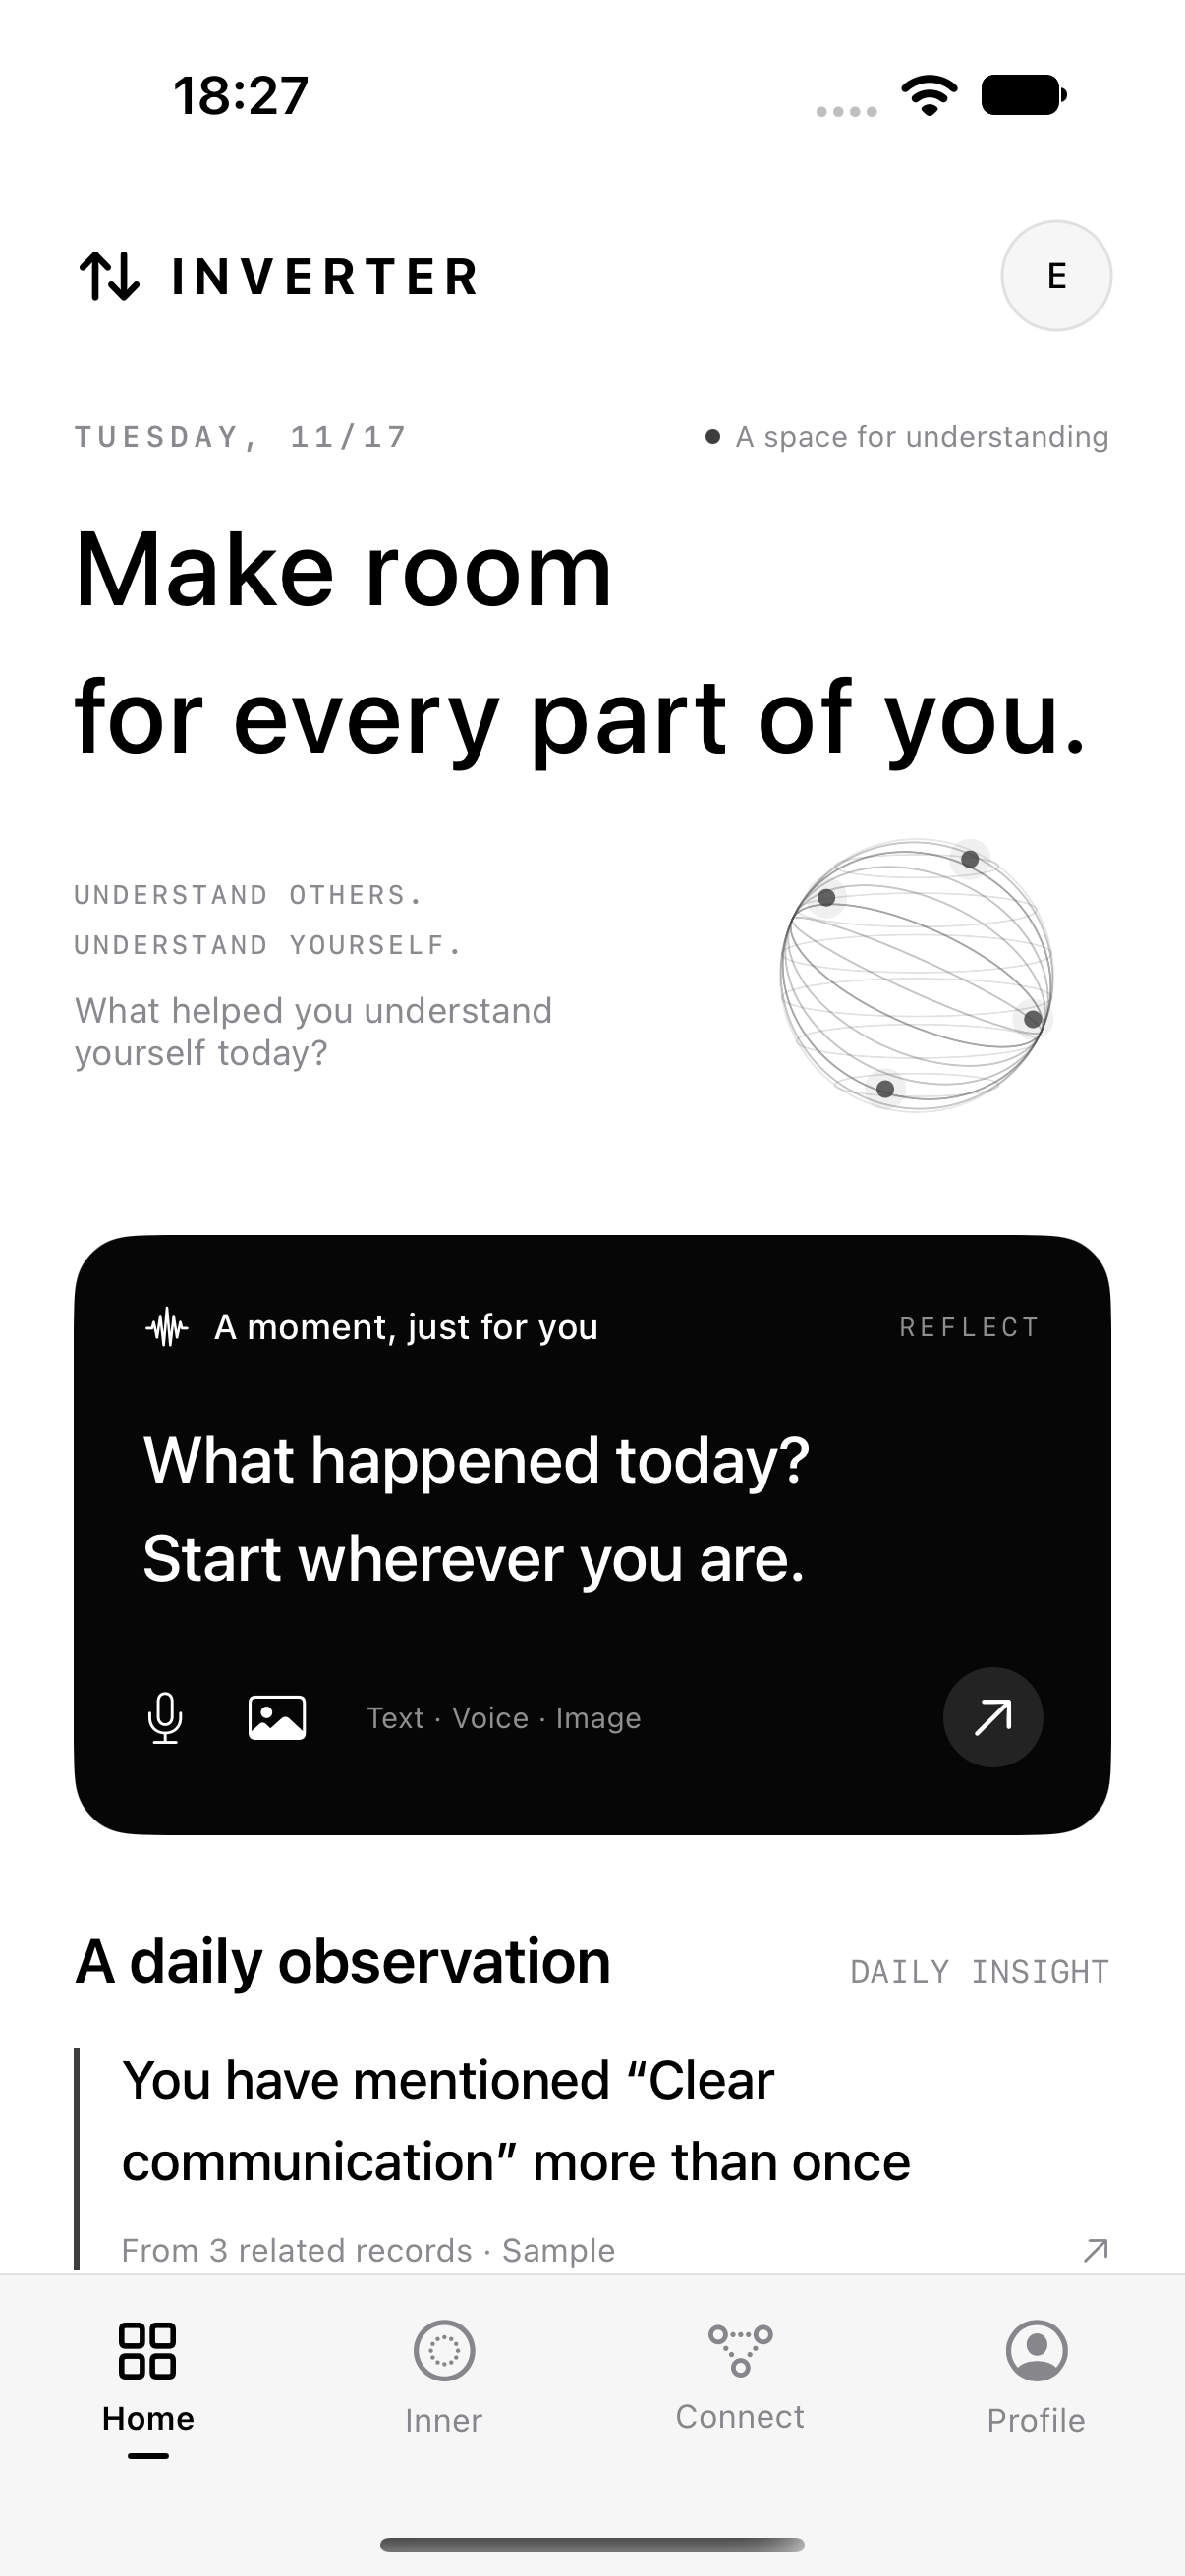 18:27
INVERTER
E
TUESDAY, 11/17
A space for understanding
Make room
for every part of you.
UNDERSTAND OTHERS.
UNDERSTAND YOURSELF.
What helped you understand
yourself today?
A moment, just for you
REFLECT
What happened today?
Start wherever you are.
Text · Voice · Image
A daily observation
DAILY INSIGHT
You have mentioned “Clear
communication” more than once
From 3 related records · Sample
Home
Inner
Connect
Profile